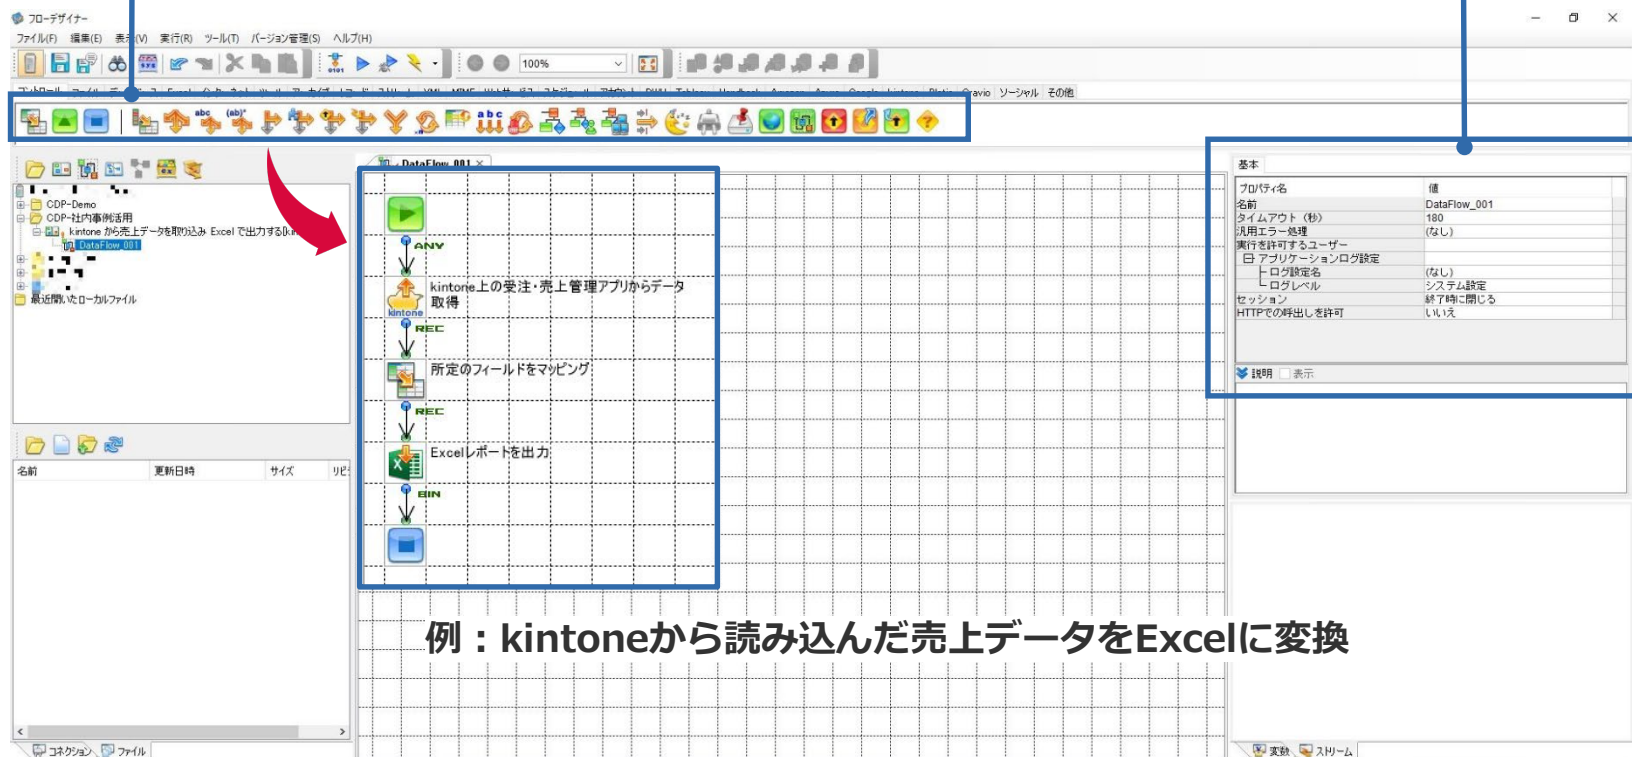 フローデザイナー
ファイル(F) 編集(E) 表示(V) 実行(R) ツール(T) バージョン管理(S) ヘルプ(H)
100%
ソーシャル その他
DataFlow_001
CDP-Demo
CDP-社内事例活用
kintone から売上データを取り込み Excel で出力する
DataFlow_001
最近開いたローカルファイル
ANY
kintone上の受注・売上管理アプリからデータ
取得
kintone
REC
所定のフィールドをマッピング
REC
Excelレポートを出力
BIN
例：kintoneから読み込んだ売上データをExcelに変換
名前 更新日時 サイズ
コネクション ファイル
基本
プロパティ名 値
名前 DataFlow_001
タイムアウト（秒） 180
汎用エラー処理 (なし)
実行を許可するユーザー
アプリケーションログ設定
ログ設定名 (なし)
ログレベル システム設定
セッション 終了時に閉じる
HTTPでの呼出しを許可 いいえ
説明 表示
変数 ストリーム